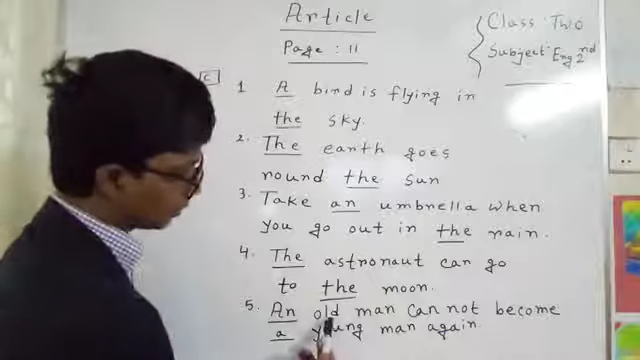 Article
Page : 11
Class : Two
Subject : Eng 2nd
C
1. A bird is flying in
the sky.
2. The earth goes
round the sun
3. Take an umbrella when
you go out in the rain.
4. The astronaut can go
to the moon.
5. An old man can not become
a young man again.